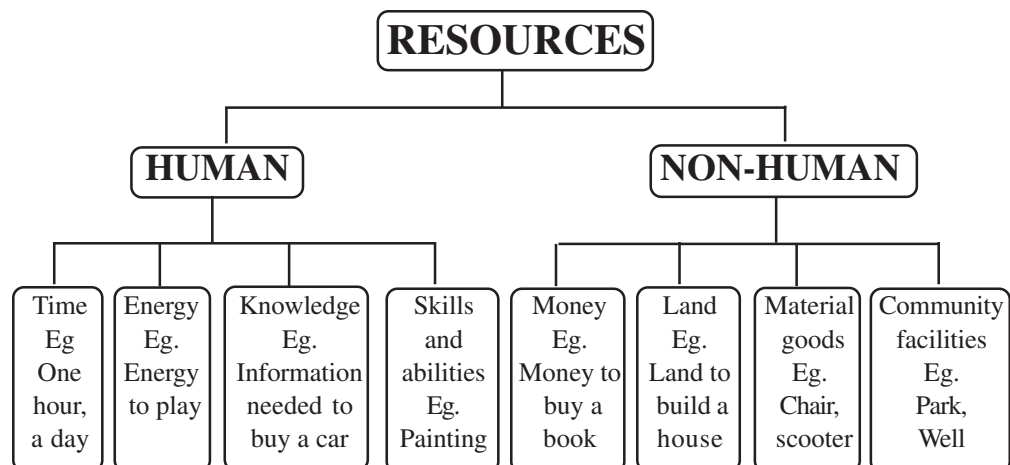 RESOURCES
HUMAN
NON-HUMAN
Time
Eg
One
hour,
a day
Energy
Eg.
Energy
to play
Knowledge
Eg.
Information
needed to
buy a car
Skills
and
abilities
Eg.
Painting
Money
Eg.
Money to
buy a
book
Land
Eg.
Land to
build a
house
Material
goods
Eg.
Chair,
scooter
Community
facilities
Eg.
Park,
Well